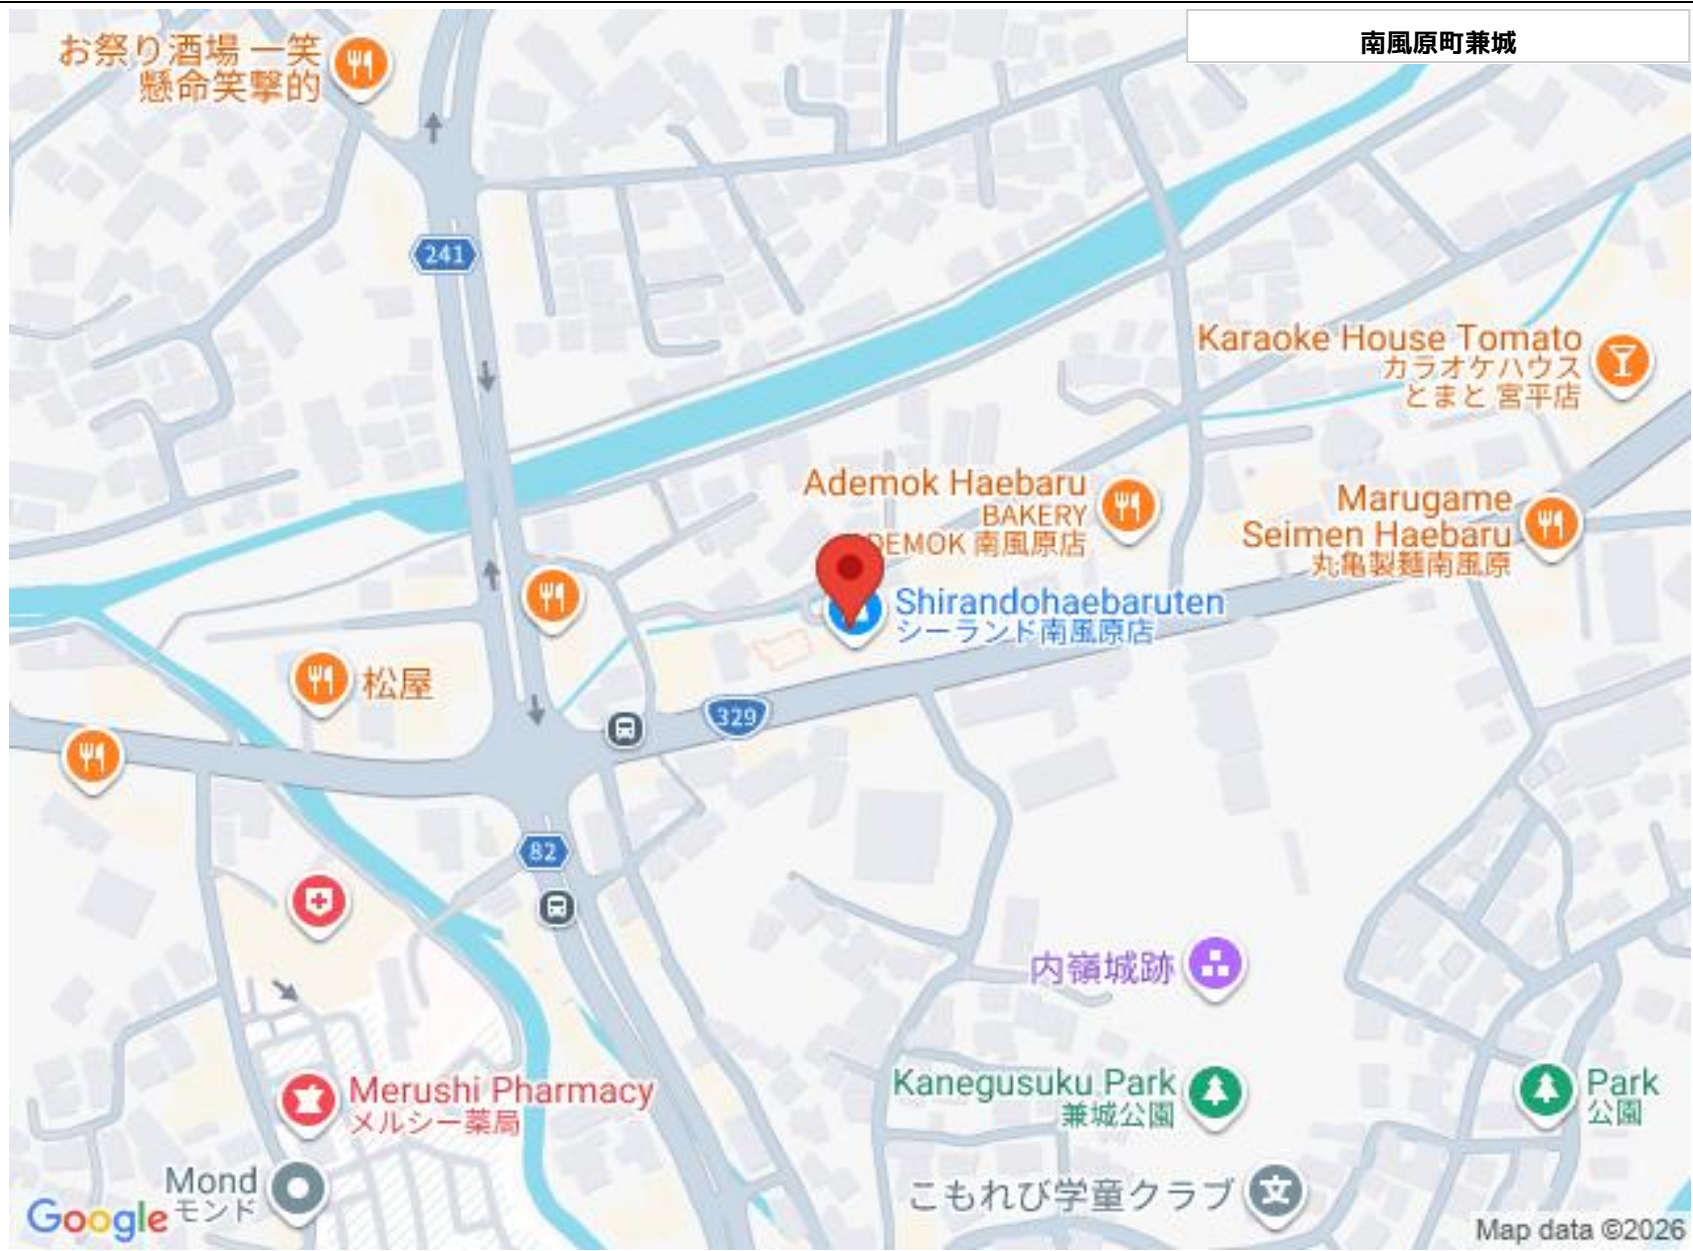 南風原町兼城
お祭り酒場 一笑
懸命笑撃的
241
Karaoke House Tomato
カラオケハウス
とまと 宮平店
Ademok Haebaru
BAKERY
DEMOK 南風原店
Marugame
Seimen Haebaru
丸亀製麺南風原
Shirandohaebaruten
シーランド南風原店
松屋
329
82
内嶺城跡
Merushi Pharmacy
メルシー薬局
Kanegusuku Park
兼城公園
Park
公園
Mond
モンド
こもれび学童クラブ
文
Google
Map data ©2026